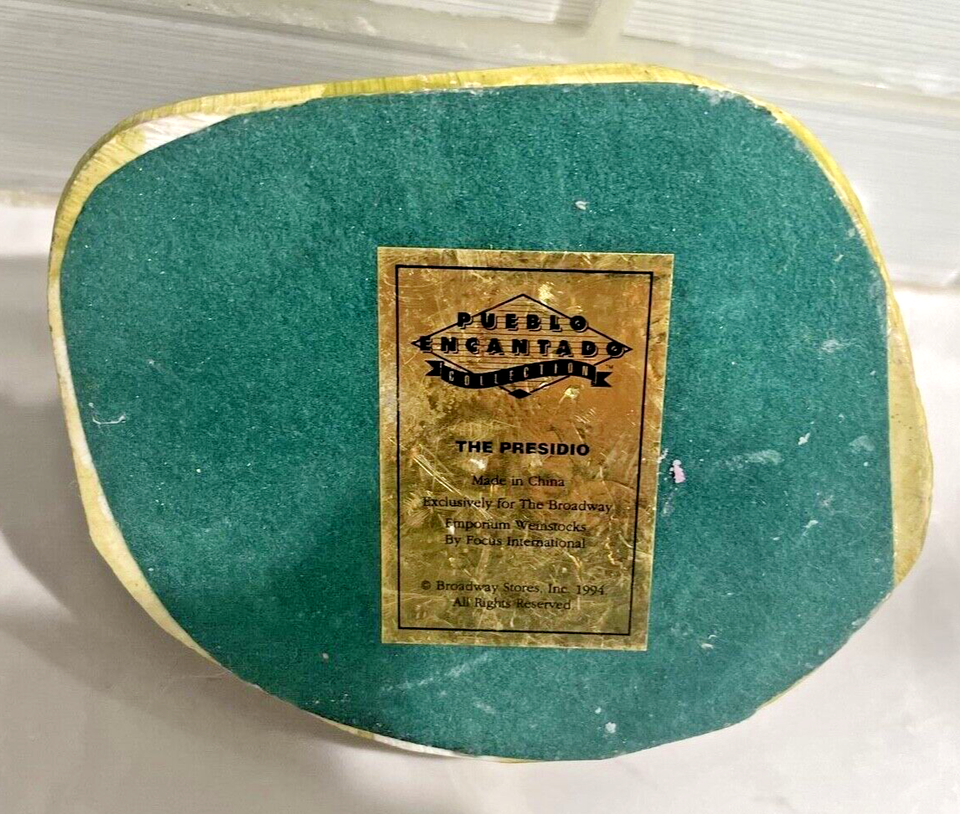 PUEBLO
ENCANTADO
COLLECTION™
THE PRESIDIO
Made in China
Exclusively for The Broadway
Emporium Weinstocks
By Focus International
© Broadway Stores, Inc. 1994
All Rights Reserved